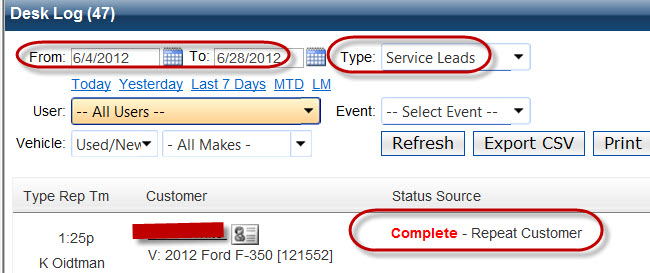 Desk Log (47)
From: 6/4/2012 To: 6/28/2012 Type: Service Leads
Today Yesterday Last 7 Days MTD LM
User: -- All Users -- Event: -- Select Event --
Vehicle: Used/New - All Makes -
Refresh Export CSV Print
Type Rep Tm Customer Status Source
1:25p Complete - Repeat Customer
K Oidtman V: 2012 Ford F-350 [121552]